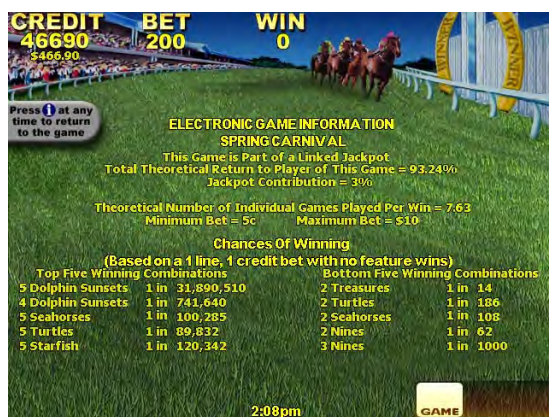 CREDIT BET WIN
46690 200 0
$466.90
WINNER WINNER
Press i at any
time to return
to the game
ELECTRONIC GAME INFORMATION
SPRING CARNIVAL
This Game is Part of a Linked Jackpot
Total Theoretical Return to Player of This Game = 93.24%
Jackpot Contribution = 3%
Theoretical Number of Individual Games Played Per Win = 7.63
Minimum Bet = 5c Maximum Bet = $10
Chances Of Winning
(Based on a 1 line, 1 credit bet with no feature wins)
Top Five Winning Combinations Bottom Five Winning Combinations
5 Dolphin Sunsets 1 in 31,890,510 2 Treasures 1 in 14
4 Dolphin Sunsets 1 in 741,640 2 Turtles 1 in 186
5 Seahorses 1 in 100,285 2 Seahorses 1 in 108
5 Turtles 1 in 89,832 2 Nines 1 in 62
5 Starfish 1 in 120,342 3 Nines 1 in 1000
GAME
2:08pm